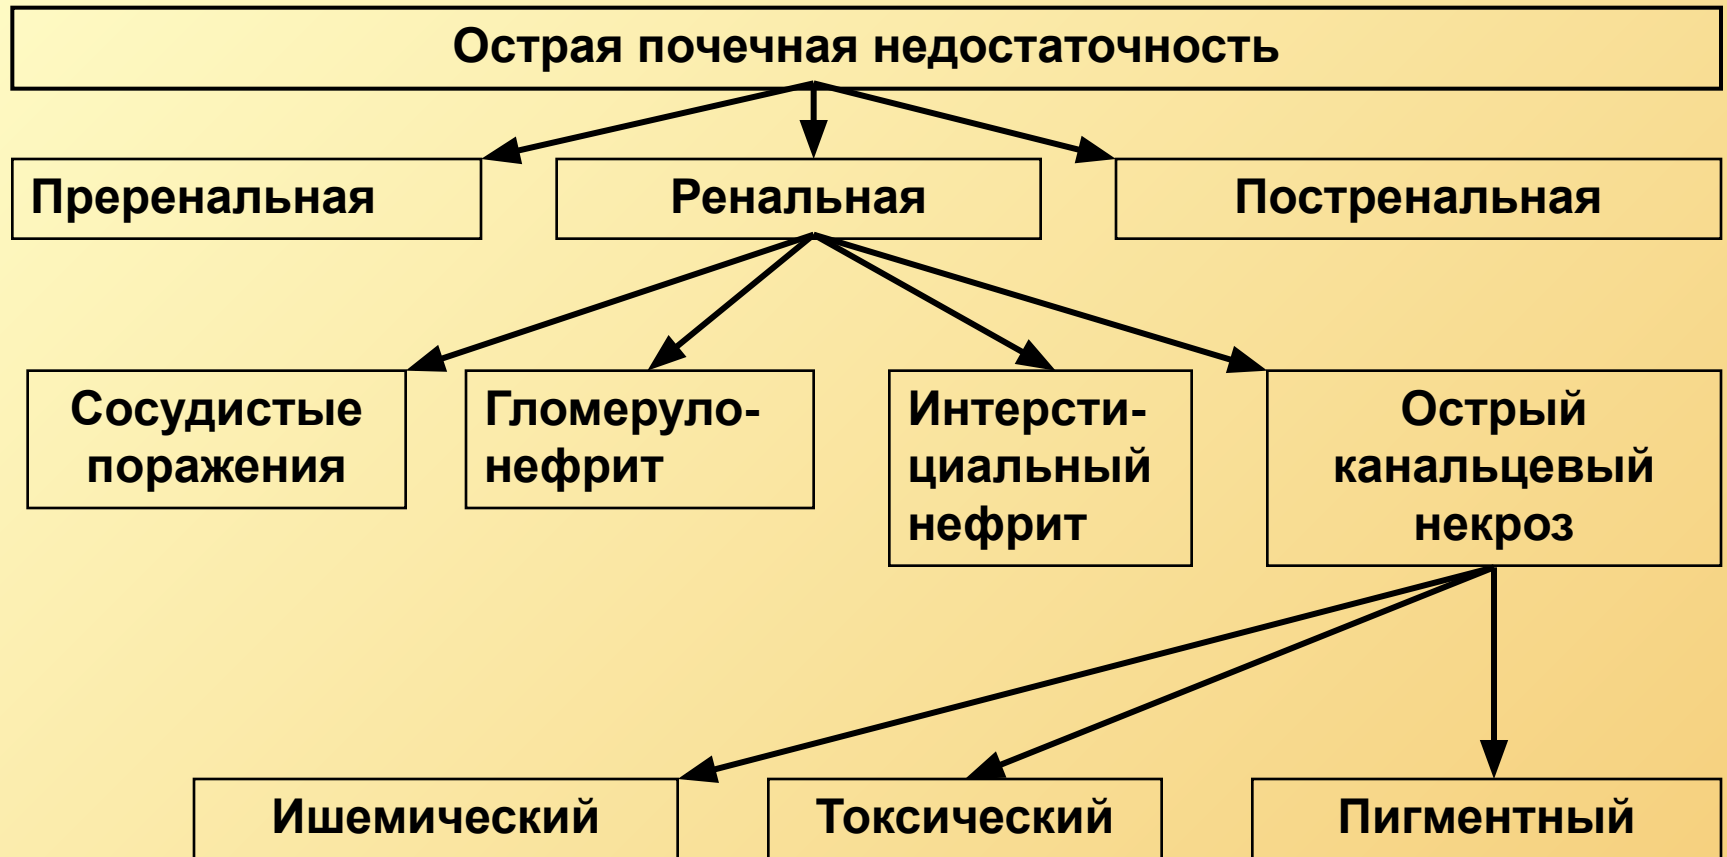 Острая почечная недостаточность
Преренальная
Ренальная
Постренальная
Сосудистые
поражения
Гломеруло-
нефрит
Интерсти-
циальный
нефрит
Острый
канальцевый
некроз
Ишемический
Токсический
Пигментный